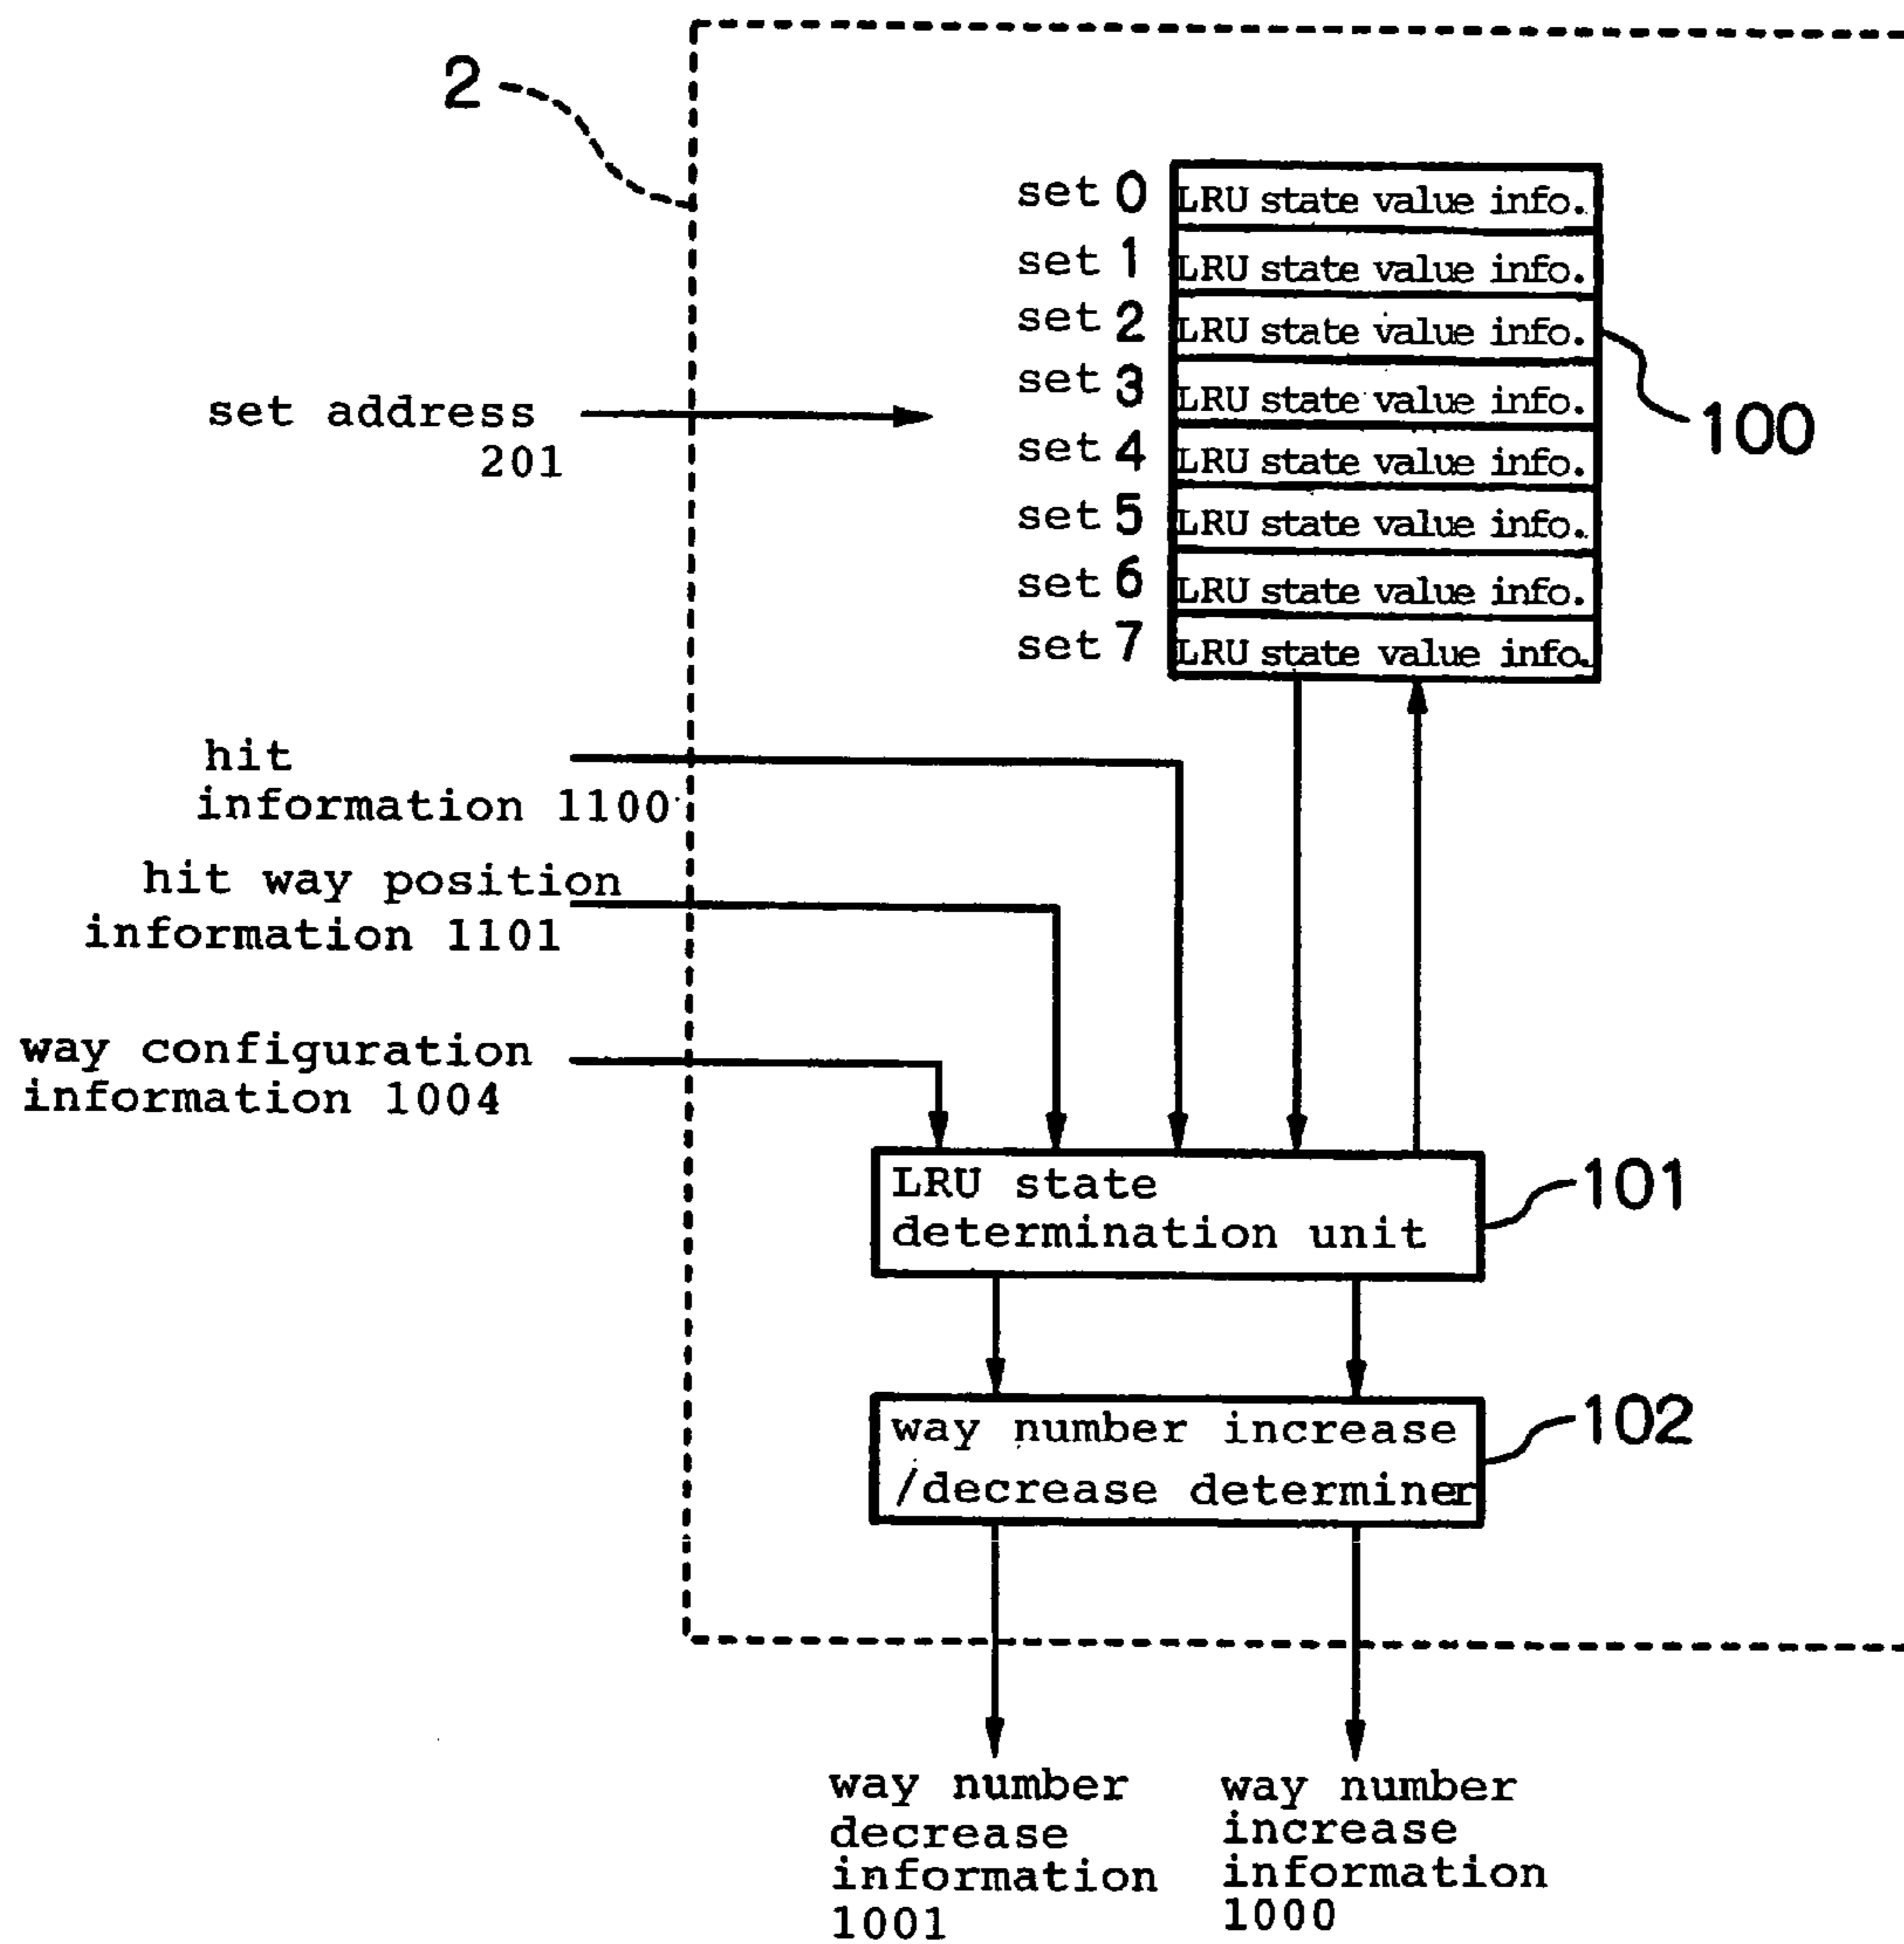 2
set 0 LRU state value info.
set 1 LRU state value info.
set 2 LRU state value info.
set 3 LRU state value info.
set 4 LRU state value info.
set 5 LRU state value info.
set 6 LRU state value info.
set 7 LRU state value info.
100
set address
201
hit
information 1100
hit way position
information 1101
way configuration
information 1004
LRU state
determination unit
101
way number increase
/decrease determiner
102
way number
decrease
information
1001
way number
increase
information
1000